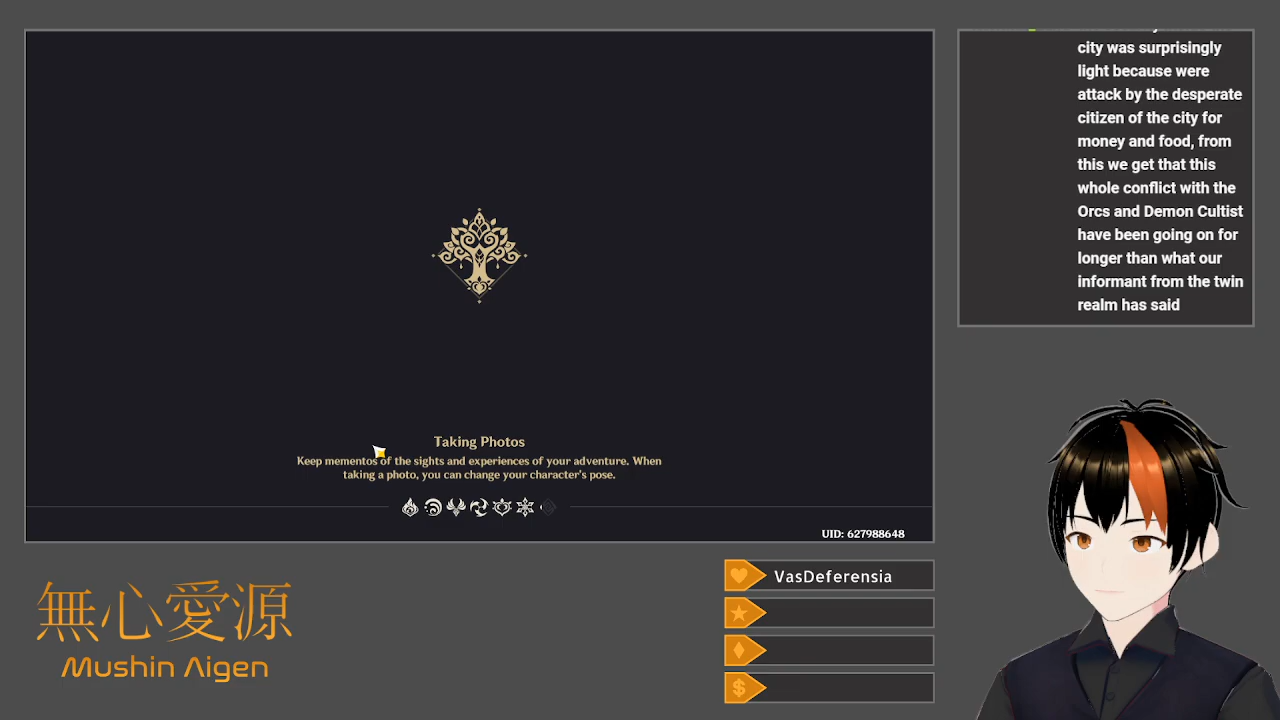 city was surprisingly
light because were
attack by the desperate
citizen of the city for
money and food, from
this we get that this
whole conflict with the
Orcs and Demon Cultist
have been going on for
longer than what our
informant from the twin
realm has said
Taking Photos
Keep mementos of the sights and experiences of your adventure. When
taking a photo, you can change your character's pose.
UID: 627988648
無心愛源
Mushin Aigen
VasDeferensia
$